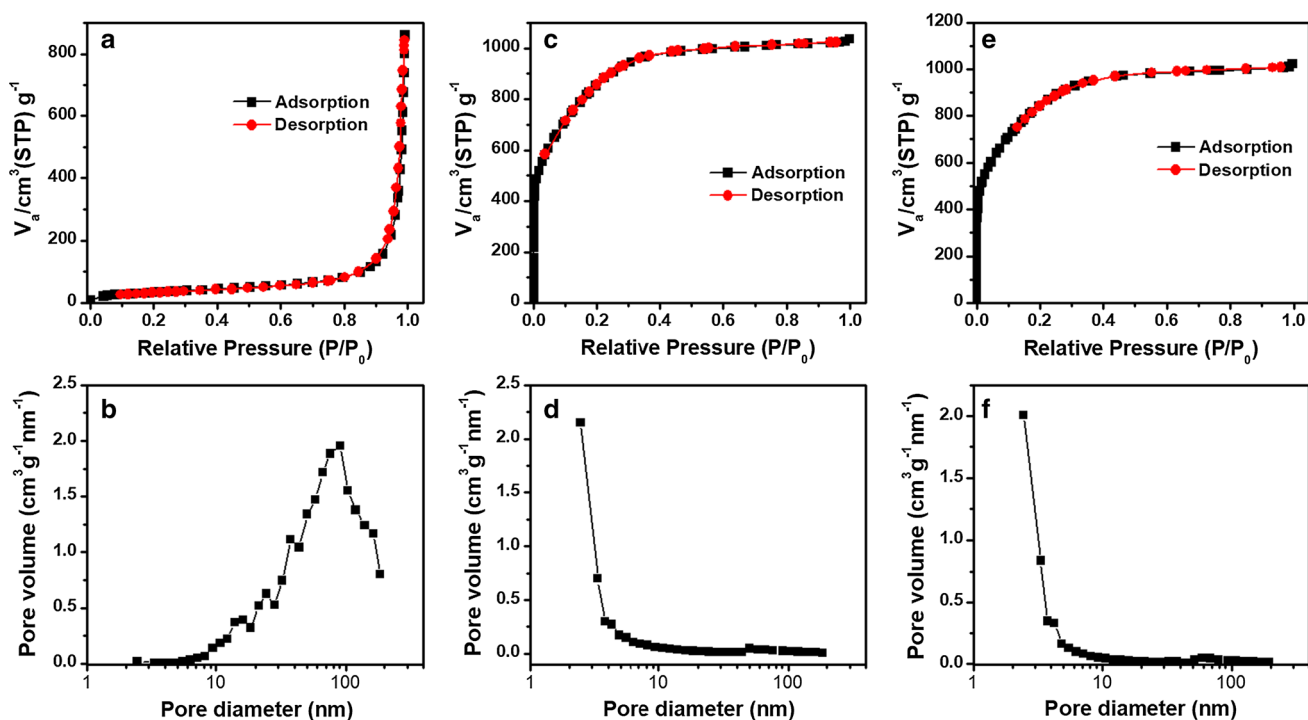 a
Adsorption
Desorption
Va/cm3(STP) g-1
800
600
400
200
0
0.0 0.2 0.4 0.6 0.8 1.0
Relative Pressure (P/P0)
c
Adsorption
Desorption
Va/cm3(STP) g-1
1000
800
600
400
200
0
0.0 0.2 0.4 0.6 0.8 1.0
Relative Pressure (P/P0)
e
Adsorption
Desorption
Va/cm3(STP) g-1
1200
1000
800
600
400
200
0
0.0 0.2 0.4 0.6 0.8 1.0
Relative Pressure (P/P0)
b
Pore volume (cm3g-1nm-1)
2.5
2.0
1.5
1.0
0.5
0.0
1 10 100
Pore diameter (nm)
d
Pore volume (cm3g-1nm-1)
2.5
2.0
1.5
1.0
0.5
0.0
1 10 100
Pore diameter (nm)
f
Pore volume (cm3g-1nm-1)
2.0
1.5
1.0
0.5
0.0
1 10 100
Pore diameter (nm)